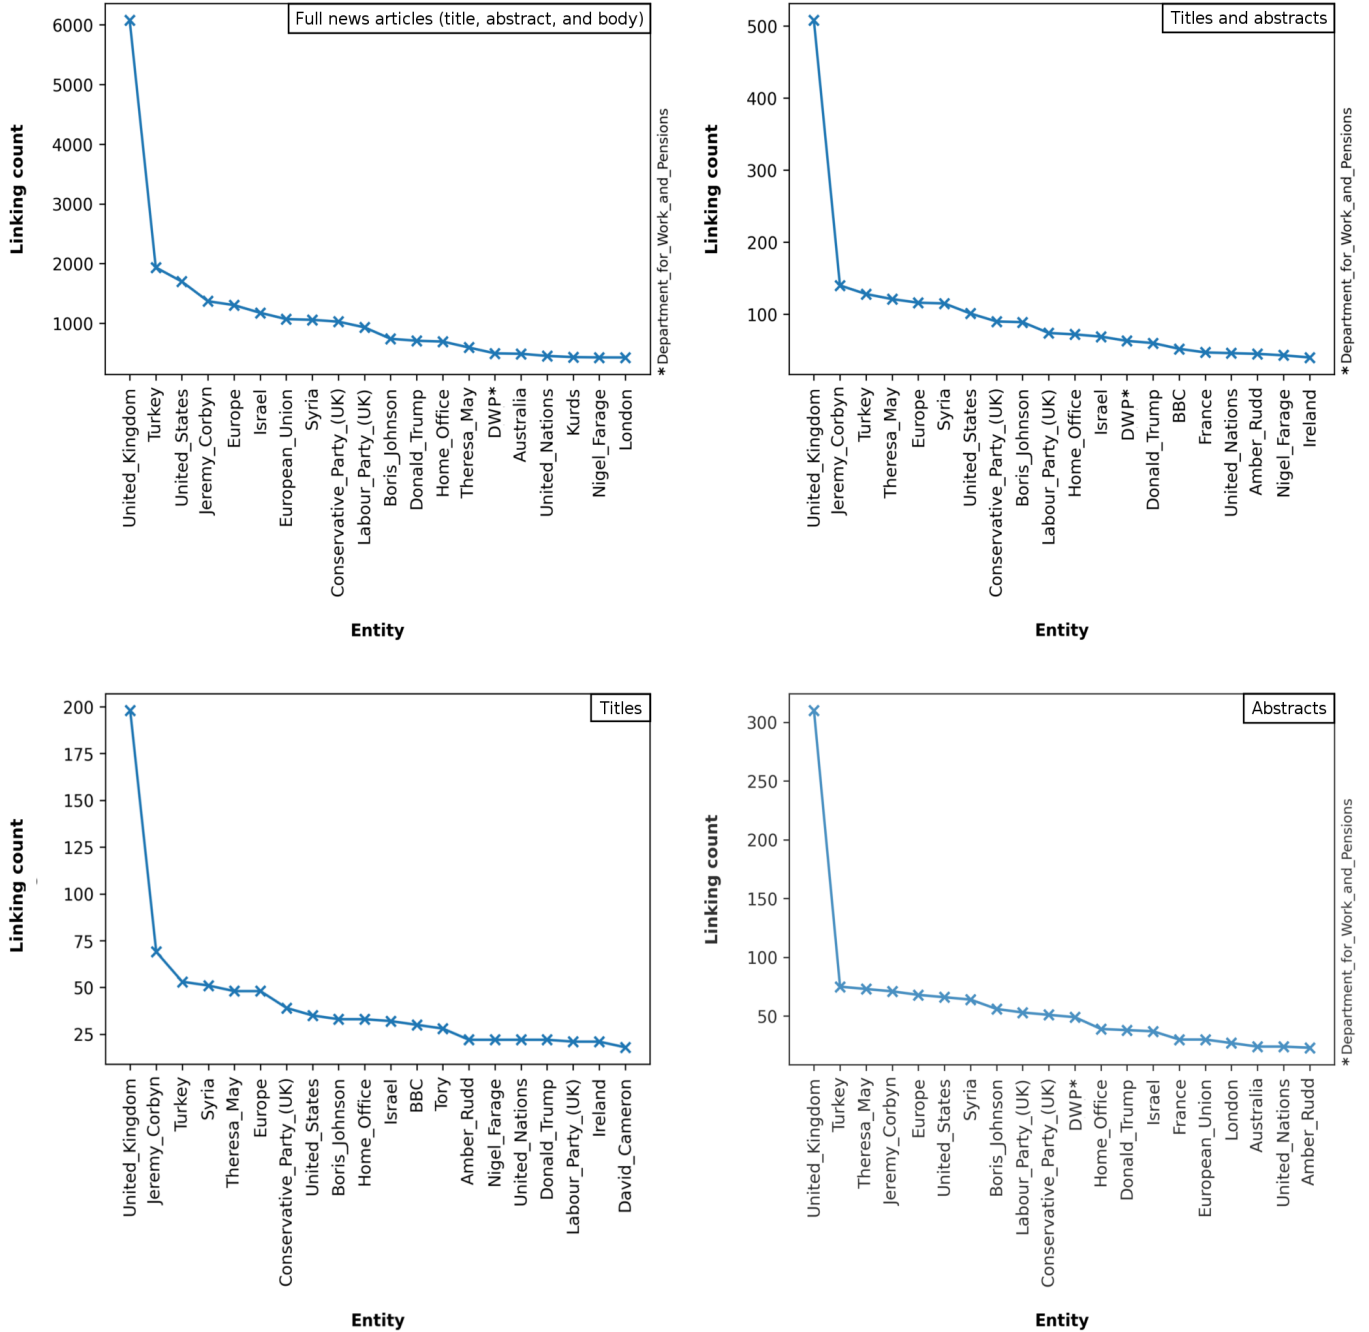 Full news articles (title, abstract, and body)
6000
5000
4000
3000
2000
1000
Linking count
United_Kingdom
Turkey
United_States
Jeremy_Corbyn
Europe
Israel
European_Union
Syria
Conservative_Party_(UK)
Labour_Party_(UK)
Boris_Johnson
Donald_Trump
Home_Office
Theresa_May
DWP*
Australia
United_Nations
Kurds
Nigel_Farage
London
Entity
*Department_for_Work_and_Pensions
Titles and abstracts
500
400
300
200
100
Linking count
United_Kingdom
Jeremy_Corbyn
Turkey
Theresa_May
Europe
Syria
United_States
Conservative_Party_(UK)
Boris_Johnson
Labour_Party_(UK)
Home_Office
Israel
DWP*
Donald_Trump
BBC
France
United_Nations
Amber_Rudd
Nigel_Farage
Ireland
Entity
*Department_for_Work_and_Pensions
Titles
200
175
150
125
100
75
50
25
Linking count
United_Kingdom
Jeremy_Corbyn
Turkey
Syria
Theresa_May
Europe
Conservative_Party_(UK)
United_States
Boris_Johnson
Home_Office
Israel
BBC
Tory
Amber_Rudd
Nigel_Farage
United_Nations
Donald_Trump
Labour_Party_(UK)
Ireland
David_Cameron
Entity
Abstracts
300
250
200
150
100
50
Linking count
United_Kingdom
Turkey
Theresa_May
Jeremy_Corbyn
Europe
United_States
Syria
Boris_Johnson
Labour_Party_(UK)
Conservative_Party_(UK)
DWP*
Home_Office
Donald_Trump
Israel
France
European_Union
London
Australia
United_Nations
Amber_Rudd
Entity
*Department_for_Work_and_Pensions